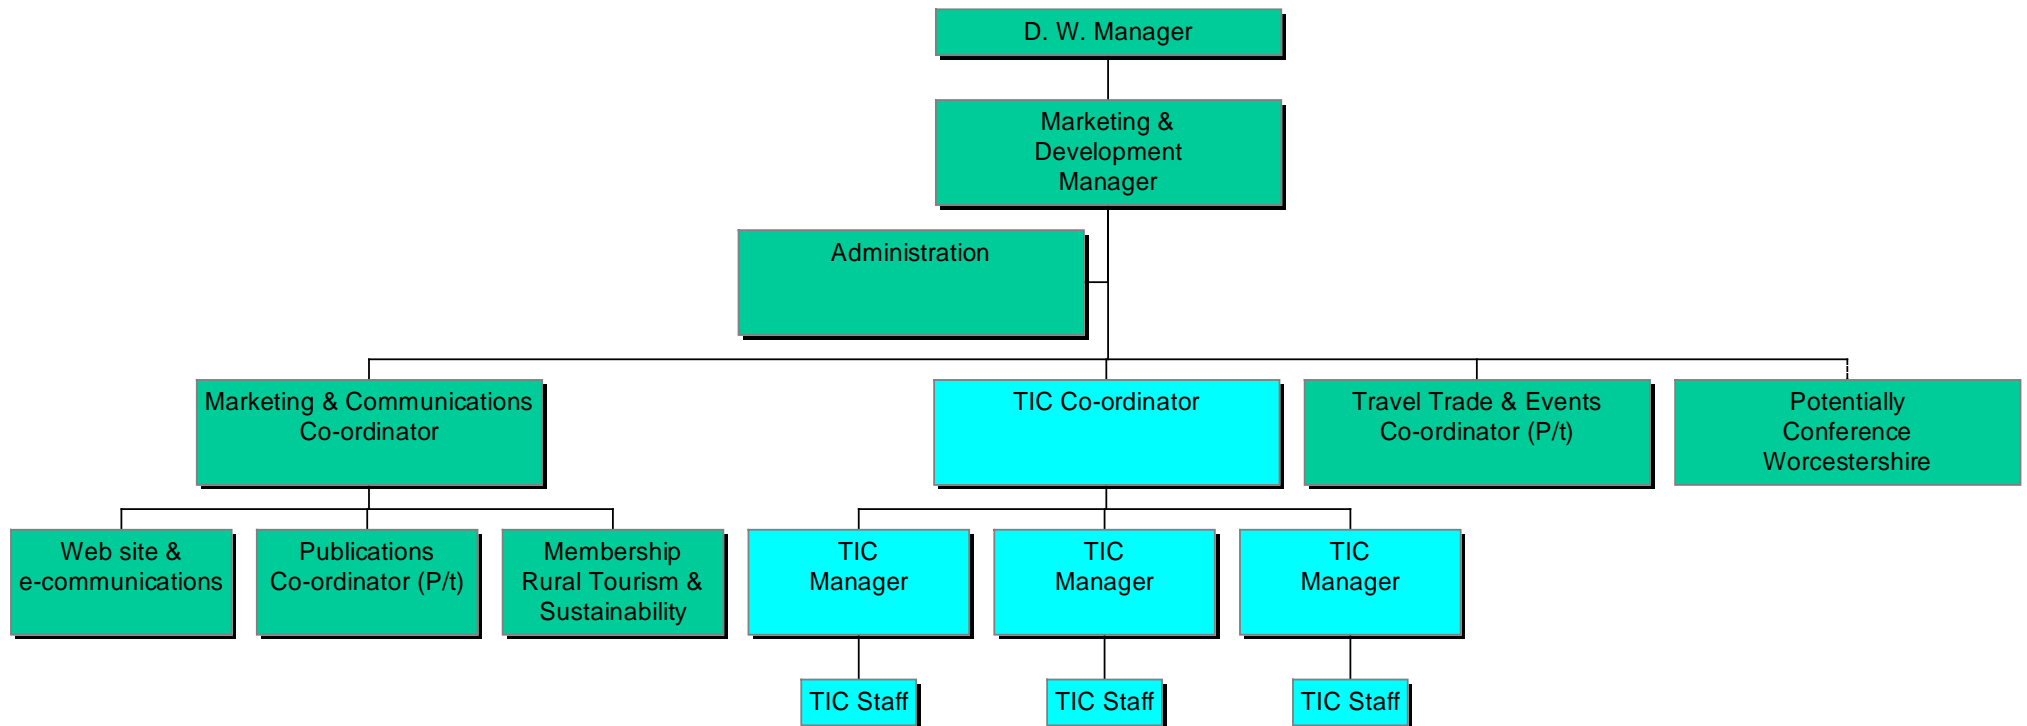 D. W. Manager
Marketing &
Development
Manager
Administration
Marketing & Communications
Co-ordinator
TIC Co-ordinator
Travel Trade & Events
Co-ordinator (P/t)
Potentially
Conference
Worcestershire
Web site &
e-communications
Publications
Co-ordinator (P/t)
Membership
Rural Tourism &
Sustainability
TIC
Manager
TIC
Manager
TIC
Manager
TIC Staff
TIC Staff
TIC Staff